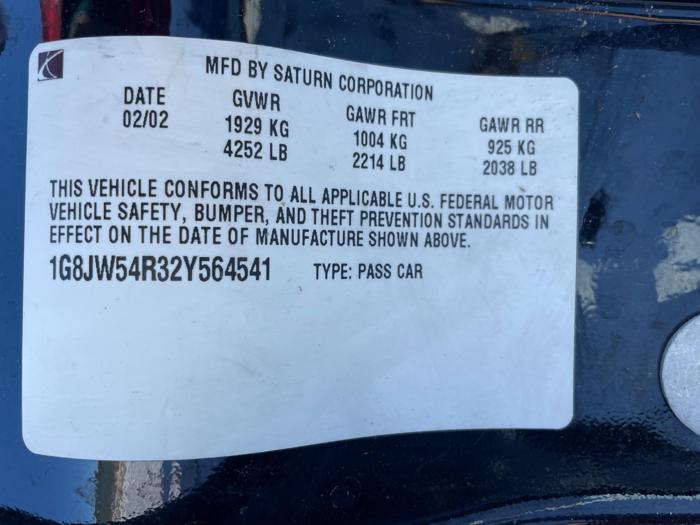 MFD BY SATURN CORPORATION
DATE GVWR GAWR FRT GAWR RR
02/02 1929 KG 1004 KG 925 KG
4252 LB 2214 LB 2038 LB
THIS VEHICLE CONFORMS TO ALL APPLICABLE U.S. FEDERAL MOTOR
VEHICLE SAFETY, BUMPER, AND THEFT PREVENTION STANDARDS IN
EFFECT ON THE DATE OF MANUFACTURE SHOWN ABOVE.
1G8JW54R32Y564541 TYPE: PASS CAR